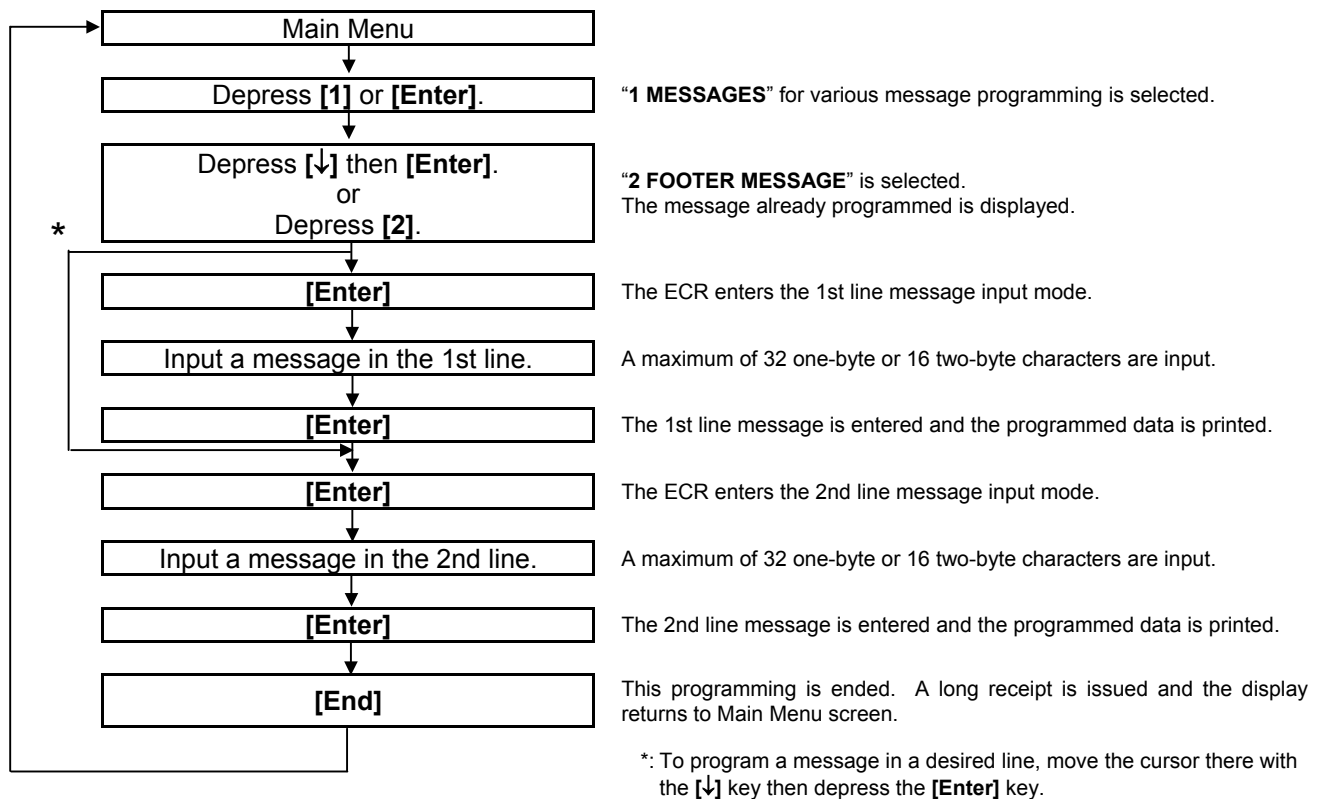 Main Menu
Depress [1] or [Enter].
“1 MESSAGES” for various message programming is selected.
Depress [↓] then [Enter].
or
Depress [2].
“2 FOOTER MESSAGE” is selected.
The message already programmed is displayed.
*
[Enter]
The ECR enters the 1st line message input mode.
Input a message in the 1st line.
A maximum of 32 one-byte or 16 two-byte characters are input.
[Enter]
The 1st line message is entered and the programmed data is printed.
[Enter]
The ECR enters the 2nd line message input mode.
Input a message in the 2nd line.
A maximum of 32 one-byte or 16 two-byte characters are input.
[Enter]
The 2nd line message is entered and the programmed data is printed.
[End]
This programming is ended. A long receipt is issued and the display
returns to Main Menu screen.
*: To program a message in a desired line, move the cursor there with
the [↓] key then depress the [Enter] key.